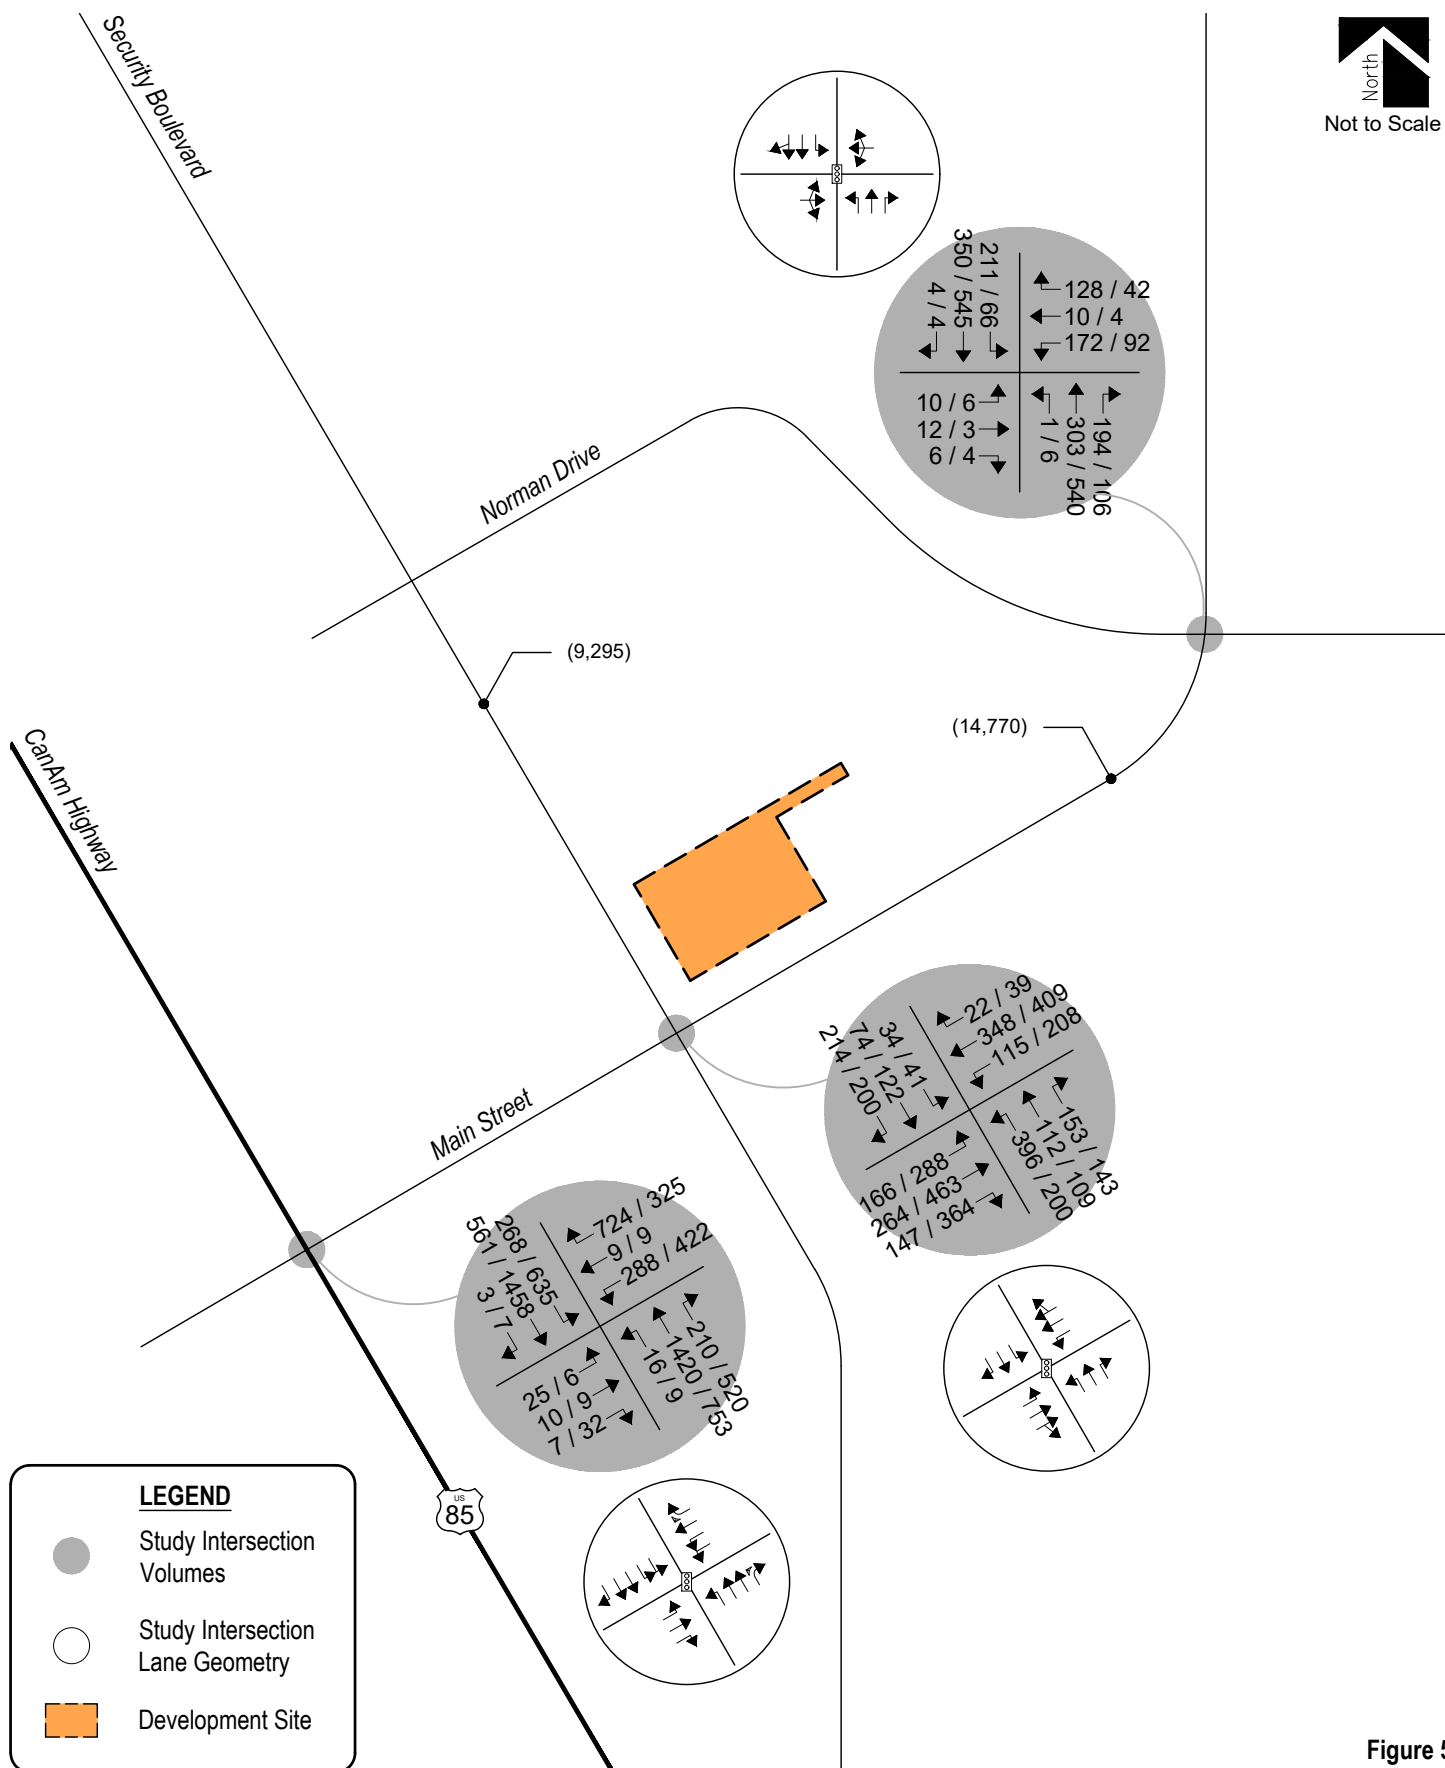 Security Boulevard
North
Not to Scale
211 / 66
350 / 545
4 / 4
128 / 42
10 / 4
172 / 92
10 / 6
12 / 3
6 / 4
1 / 6
303 / 540
194 / 106
Norman Drive
(9,295)
(14,770)
CanAm Highway
22 / 39
348 / 409
115 / 208
34 / 41
74 / 122
214 / 200
166 / 288
264 / 463
147 / 364
153 / 143
112 / 109
396 / 200
Main Street
724 / 325
9 / 9
288 / 422
268 / 635
561 / 1458
3 / 7
25 / 6
10 / 9
7 / 32
210 / 520
1420 / 753
16 / 9
US
85
LEGEND
Study Intersection
Volumes
Study Intersection
Lane Geometry
Development Site
Figure 5